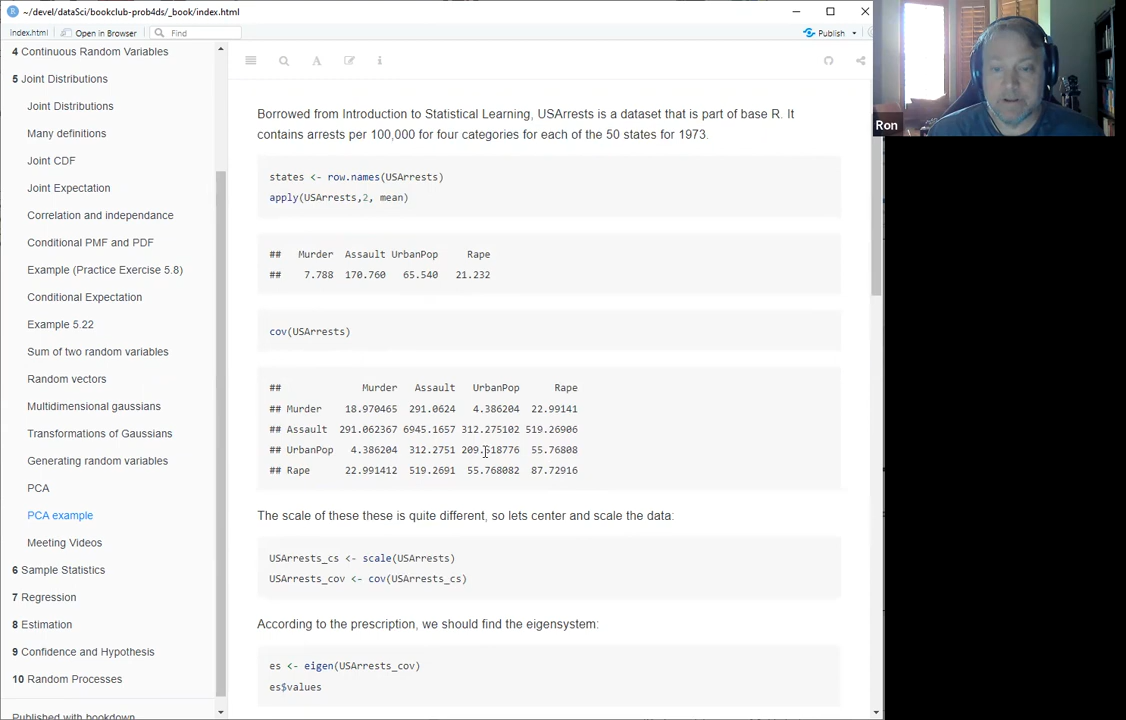 ~/devel/dataSci/bookclub-prob4ds/_book/index.html
index.html
Open in Browser
Find
Publish
4 Continuous Random Variables
5 Joint Distributions
Joint Distributions
Many definitions
Joint CDF
Joint Expectation
Correlation and independance
Conditional PMF and PDF
Example (Practice Exercise 5.8)
Conditional Expectation
Example 5.22
Sum of two random variables
Random vectors
Multidimensional gaussians
Transformations of Gaussians
Generating random variables
PCA
PCA example
Meeting Videos
6 Sample Statistics
7 Regression
8 Estimation
9 Confidence and Hypothesis
10 Random Processes
Published with bookdown
Borrowed from Introduction to Statistical Learning, USArrests is a dataset that is part of base R. It
contains arrests per 100,000 for four categories for each of the 50 states for 1973.
states <- row.names(USArrests)
apply(USArrests,2, mean)
## Murder Assault UrbanPop Rape
## 7.788 170.760 65.540 21.232
cov(USArrests)
## Murder Assault UrbanPop Rape
## Murder 18.970465 291.0624 4.386204 22.99141
## Assault 291.062367 6945.1657 312.275102 519.26906
## UrbanPop 4.386204 312.2751 209.518776 55.76808
## Rape 22.991412 519.2691 55.768082 87.72916
The scale of these these is quite different, so lets center and scale the data:
USArrests_cs <- scale(USArrests)
USArrests_cov <- cov(USArrests_cs)
According to the prescription, we should find the eigensystem:
es <- eigen(USArrests_cov)
es$values
Ron